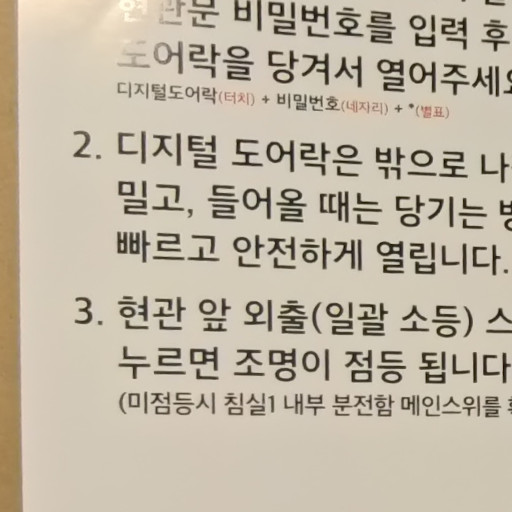 현관문 비밀번호를 입력 후
도어락을 당겨서 열어주세요
디지털도어락(터치) + 비밀번호(네자리) + *(별표)
2. 디지털 도어락은 밖으로 나
밀고, 들어올 때는 당기는
빠르고 안전하게 열립니다.
3. 현관 앞 외출(일괄 소등) 스
누르면 조명이 점등 됩니다
(미점등시 침실1 내부 분전함 메인스위를